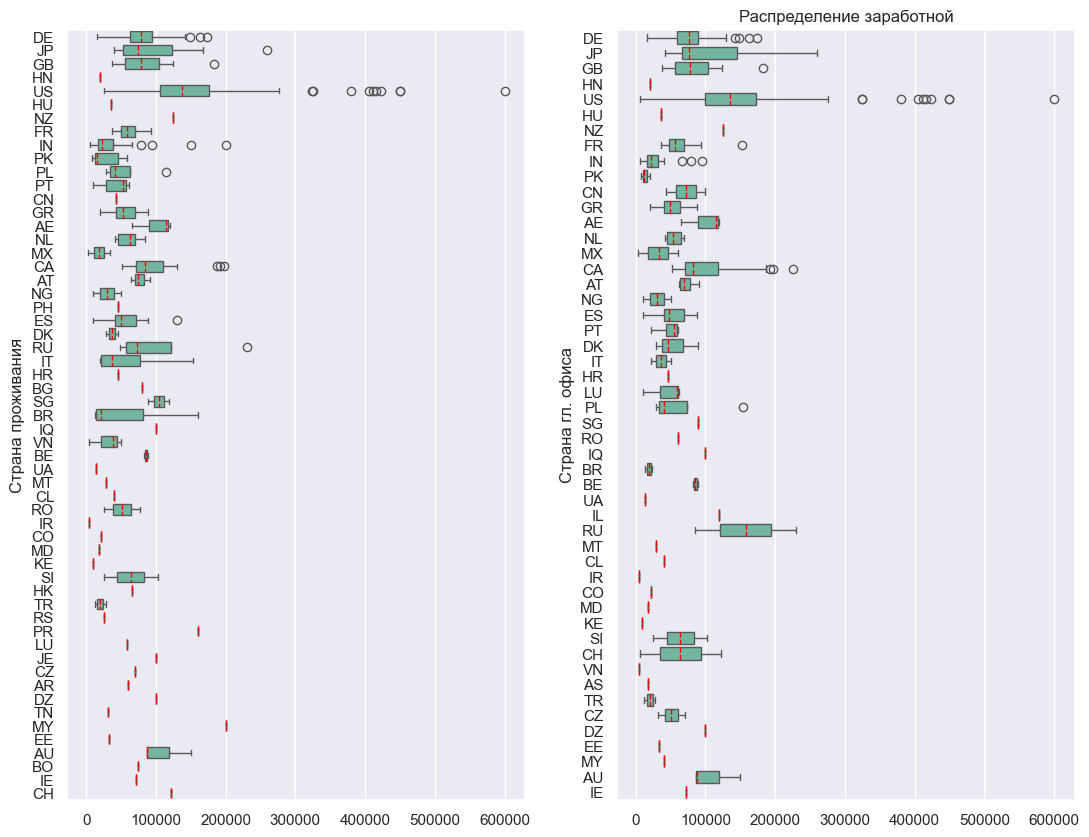 Распределение заработной
Страна проживания
DE
JP
GB
HN
US
HU
NZ
FR
IN
PK
PL
PT
CN
GR
AE
NL
MX
CA
AT
NG
PH
ES
DK
RU
IT
HR
BG
SG
BR
IQ
VN
BE
UA
MT
CL
RO
IR
CO
MD
KE
SI
HK
TR
RS
PR
LU
JE
CZ
AR
DZ
TN
MY
EE
AU
BO
IE
CH
0 100000 200000 300000 400000 500000 600000
Страна гл. офиса
DE
JP
GB
HN
US
HU
NZ
FR
IN
PK
CN
GR
AE
NL
MX
CA
AT
NG
ES
PT
DK
IT
HR
LU
PL
SG
RO
IQ
BR
BE
UA
IL
RU
MT
CL
IR
CO
MD
KE
SI
CH
VN
AS
TR
CZ
DZ
EE
MY
AU
IE
0 100000 200000 300000 400000 500000 600000